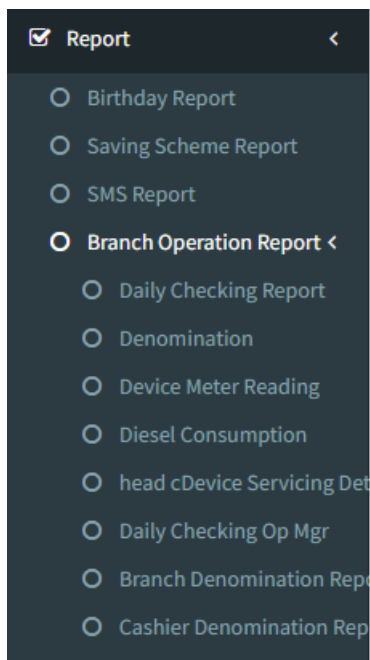 Report
Birthday Report
Saving Scheme Report
SMS Report
Branch Operation Report
Daily Checking Report
Denomination
Device Meter Reading
Diesel Consumption
head cDevice Servicing Det
Daily Checking Op Mgr
Branch Denomination Repo
Cashier Denomination Rep